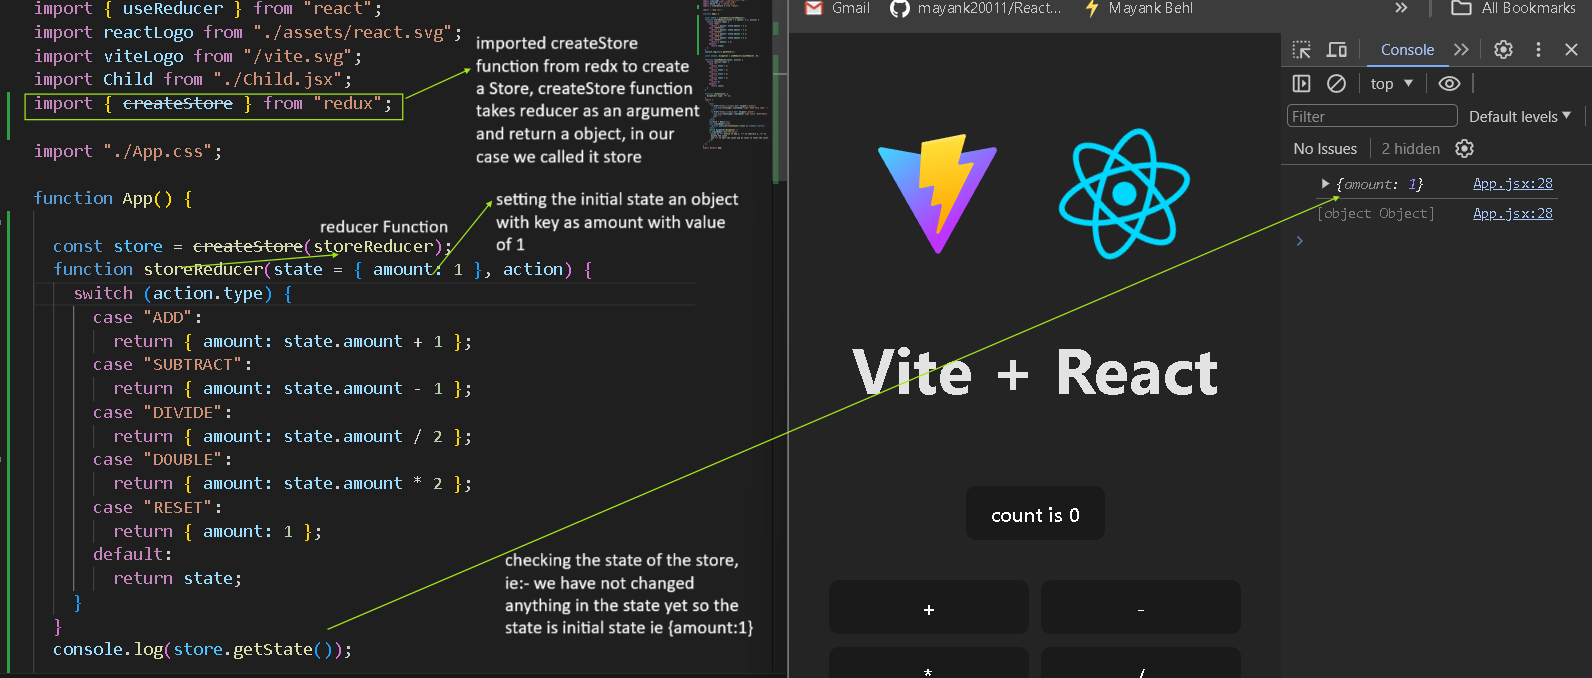 import { useReducer } from "react";
import reactLogo from "./assets/react.svg";
import viteLogo from "/vite.svg";
import Child from "./Child.jsx";
import { createStore } from "redux";
import "./App.css";
function App() {
const store = createStore(storeReducer);
function storeReducer(state = { amount: 1 }, action) {
switch (action.type) {
case "ADD":
return { amount: state.amount + 1 };
case "SUBTRACT":
return { amount: state.amount - 1 };
case "DIVIDE":
return { amount: state.amount / 2 };
case "DOUBLE":
return { amount: state.amount * 2 };
case "RESET":
return { amount: 1 };
default:
return state;
}
}
console.log(store.getState());
imported createStore
function from redx to create
a Store, createStore function
takes reducer as an argument
and return a object, in our
case we called it store
setting the initial state an object
with key as amount with value
of 1
reducer Function
checking the state of the store,
ie:- we have not changed
anything in the state yet so the
state is initial state ie {amount:1}
Gmail
mayank20011/React...
Mayank Behl
All Bookmarks
Vite + React
count is 0
+
-
*
/
Console
top
Filter
Default levels
No Issues
2 hidden
{amount: 1}
App.jsx:28
[object Object]
App.jsx:28